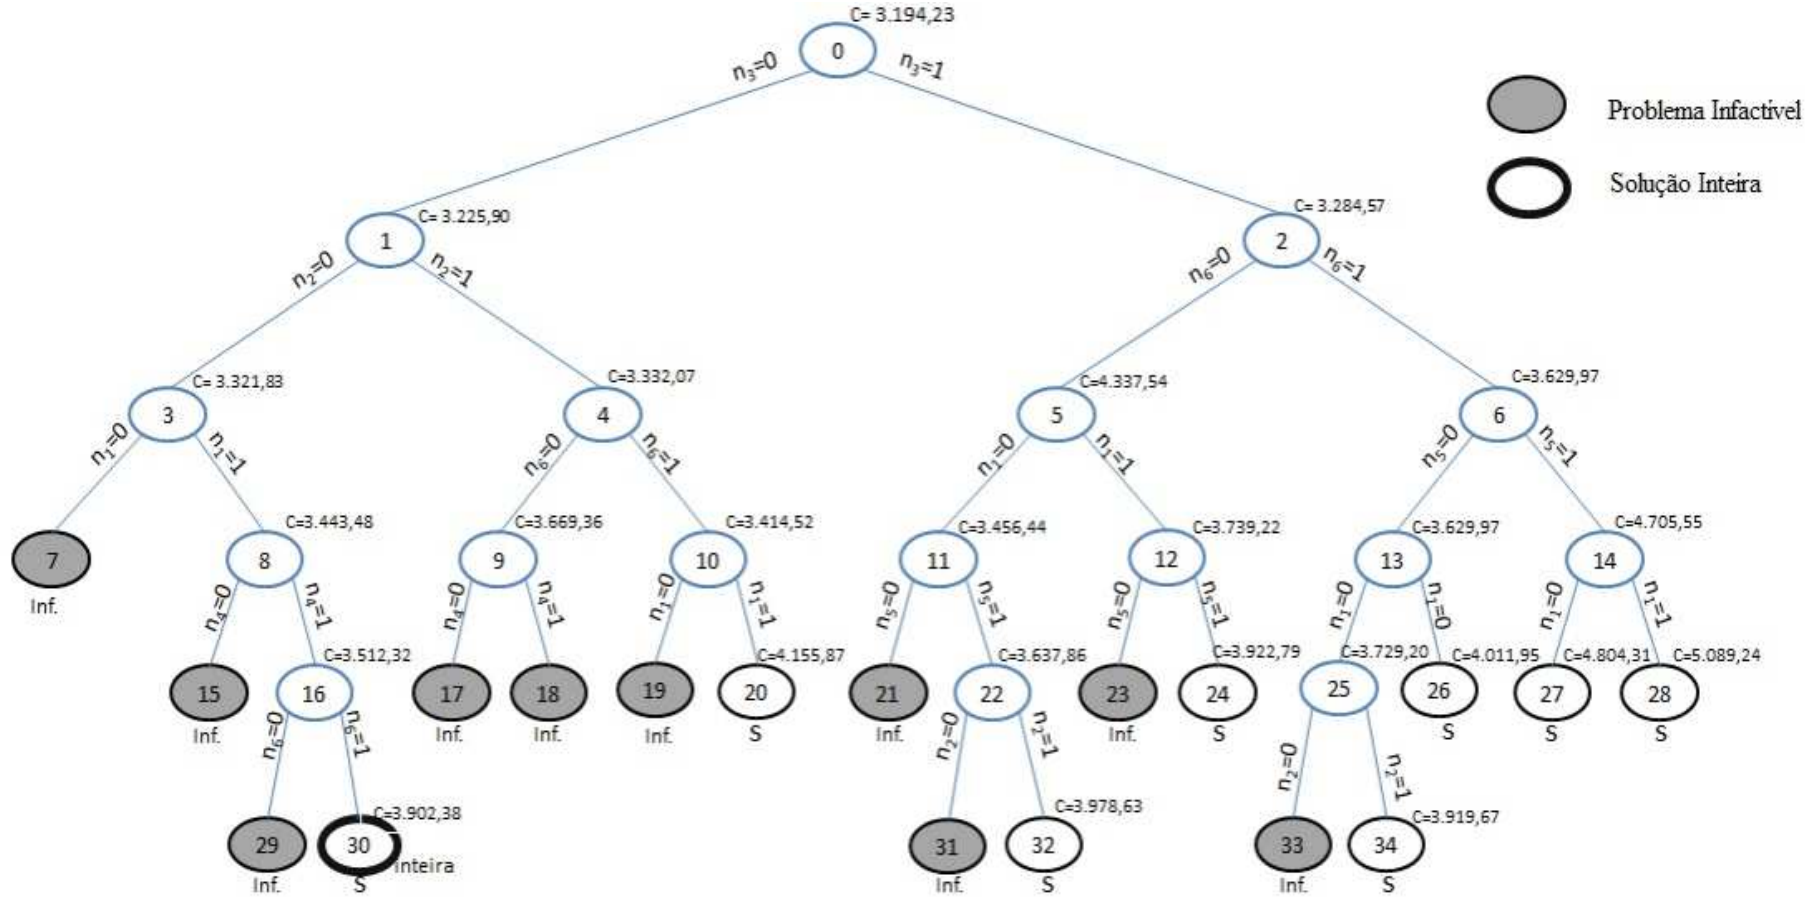 C= 3.194,23
0
n₃=0
n₃=1
Problema Infactível
Solução Inteira
C= 3.225,90
C= 3.284,57
1
2
n₂=0
n₂=1
n₆=0
n₆=1
C= 3.321,83
C=3.332,07
C=4.337,54
C=3.629,97
3
4
5
6
n₁=0
n₁=1
n₆=0
n₆=1
n₁=0
n₁=1
n₅=0
n₅=1
C=3.443,48
C=3.669,36
C=3.414,52
C=3.456,44
C=3.739,22
C=3.629,97
C=4.705,55
7
8
9
10
11
12
13
14
Inf.
n₄=0
n₄=1
n₄=0
n₄=1
n₁=0
n₁=1
n₅=0
n₅=1
n₅=0
n₅=1
n₁=0
n₁=0
n₁=0
n₁=1
C=3.512,32
C=4.155,87
C=3.637,86
C=3.922,79
C=3.729,20
C=4.011,95
C=4.804,31
C=5.089,24
15
16
17
18
19
20
21
22
23
24
25
26
27
28
Inf.
Inf.
Inf.
Inf.
S
Inf.
Inf.
S
S
S
S
n₆=0
n₆=1
n₂=0
n₂=1
n₂=0
n₂=1
C=3.902,38
C=3.978,63
C=3.919,67
29
30
31
32
33
34
inteira
Inf.
S
Inf.
S
Inf.
S